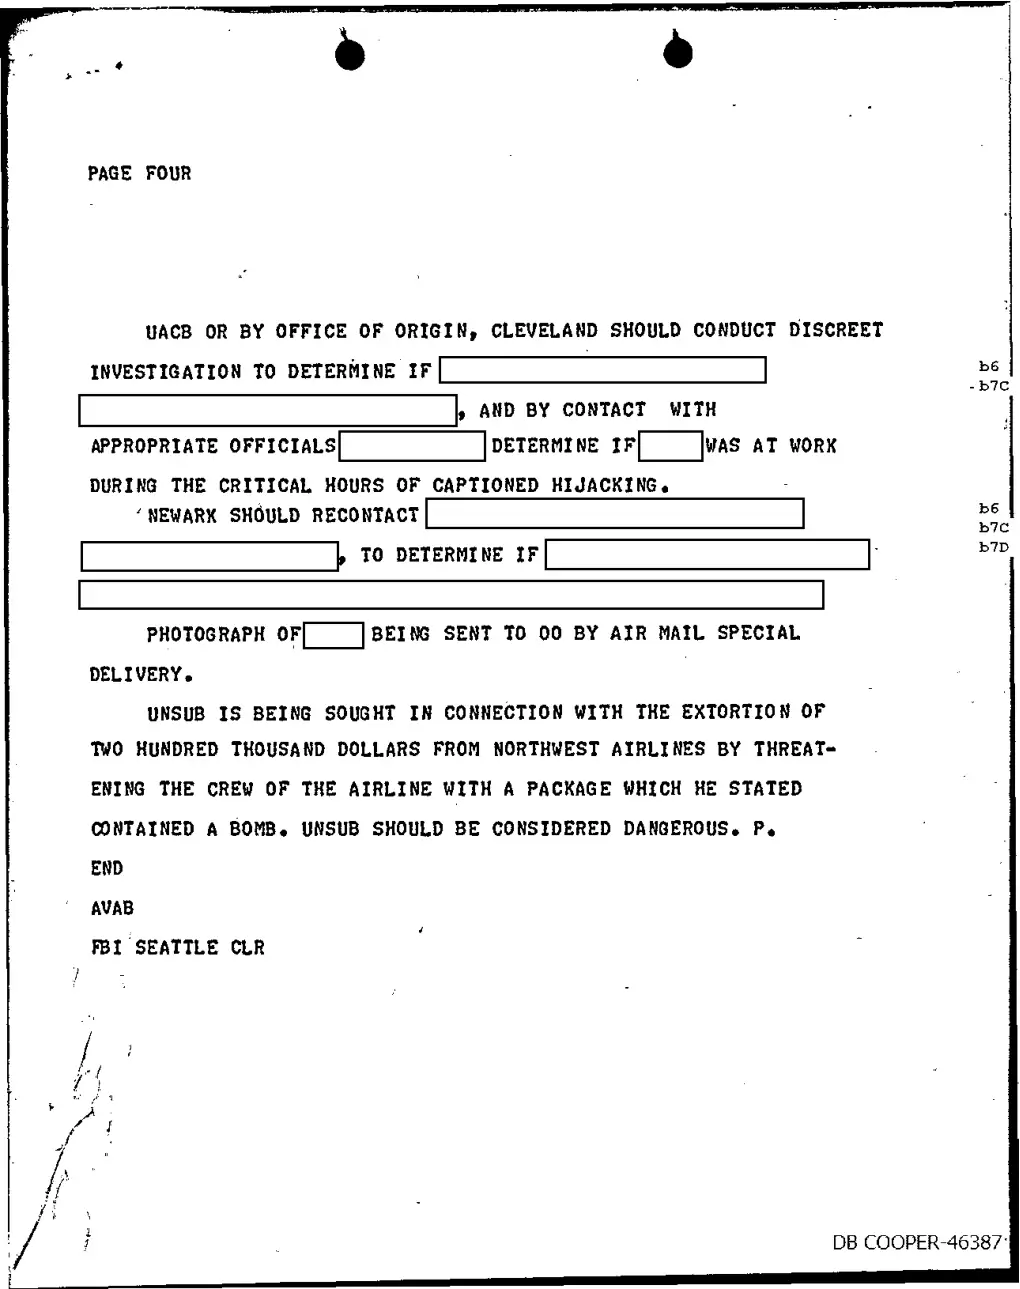 PAGE FOUR
UACB OR BY OFFICE OF ORIGIN, CLEVELAND SHOULD CONDUCT DISCREET
INVESTIGATION TO DETERMINE IF
b6
b7C
, AND BY CONTACT WITH
APPROPRIATE OFFICIALS DETERMINE IF WAS AT WORK
DURING THE CRITICAL HOURS OF CAPTIONED HIJACKING.
NEWARK SHOULD RECONTACT
b6
b7C
b7D
, TO DETERMINE IF
PHOTOGRAPH OF BEING SENT TO OO BY AIR MAIL SPECIAL
DELIVERY.
UNSUB IS BEING SOUGHT IN CONNECTION WITH THE EXTORTION OF
TWO HUNDRED THOUSAND DOLLARS FROM NORTHWEST AIRLINES BY THREAT-
ENING THE CREW OF THE AIRLINE WITH A PACKAGE WHICH HE STATED
CONTAINED A BOMB. UNSUB SHOULD BE CONSIDERED DANGEROUS. P.
END
AVAB
FBI SEATTLE CLR
DB COOPER-46387